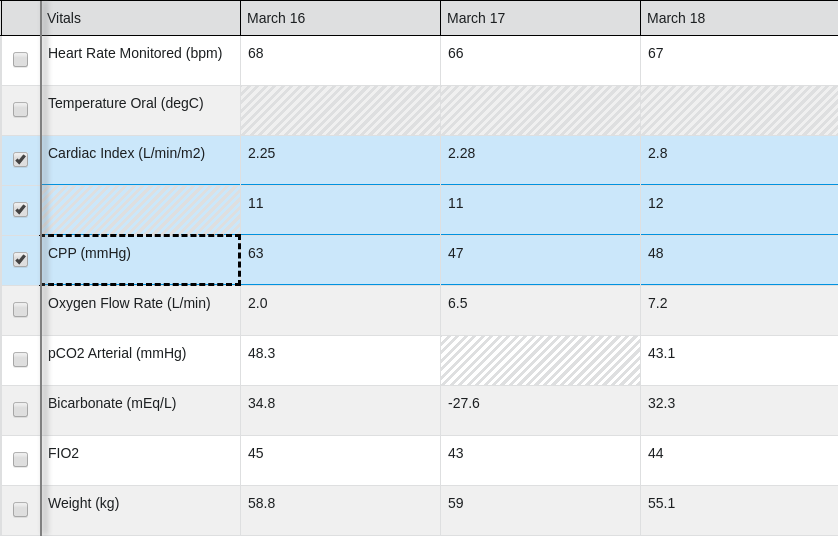 Vitals March 16 March 17 March 18
Heart Rate Monitored (bpm) 68 66 67
Temperature Oral (degC)
Cardiac Index (L/min/m2) 2.25 2.28 2.8
11 11 12
CPP (mmHg) 63 47 48
Oxygen Flow Rate (L/min) 2.0 6.5 7.2
pCO2 Arterial (mmHg) 48.3 43.1
Bicarbonate (mEq/L) 34.8 -27.6 32.3
FIO2 45 43 44
Weight (kg) 58.8 59 55.1